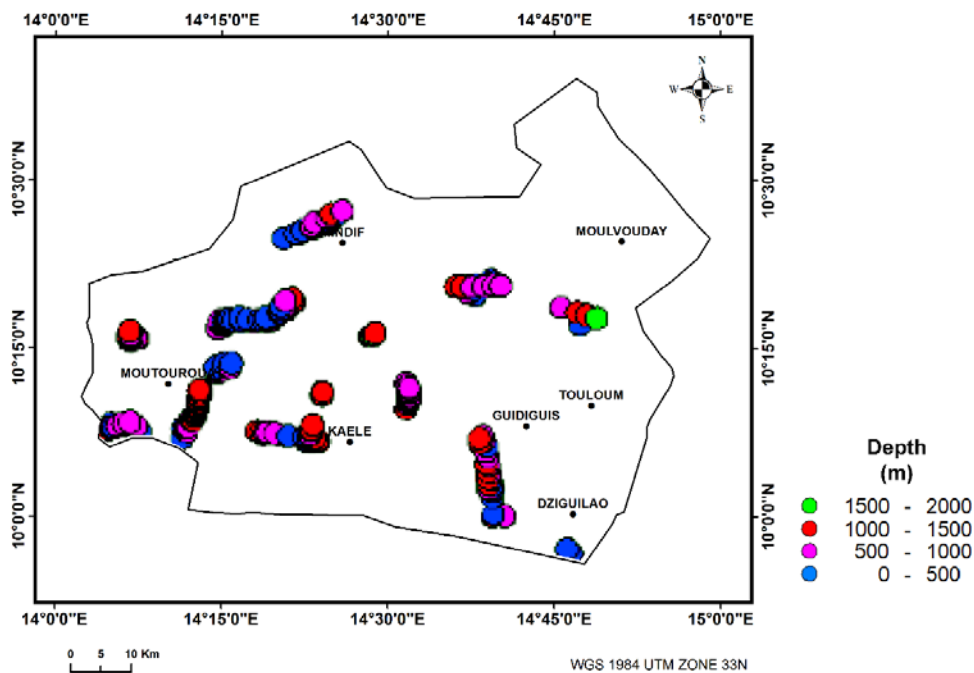 14°0'0"E 14°15'0"E 14°30'0"E 14°45'0"E 15°0'0"E
N
W E
S
10°30'0"N 10°30'0"N
NDIF
MOULVOUDAY
10°15'0"N 10°15'0"N
MOUTOUROU
TOULOUM
GUIDIGUIS
KAELE
DZIGUILAO
10°0'0"N 10°0'0"N
Depth
(m)
1500 - 2000
1000 - 1500
500 - 1000
0 - 500
14°0'0"E 14°15'0"E 14°30'0"E 14°45'0"E 15°0'0"E
0 5 10 Km
WGS 1984 UTM ZONE 33N